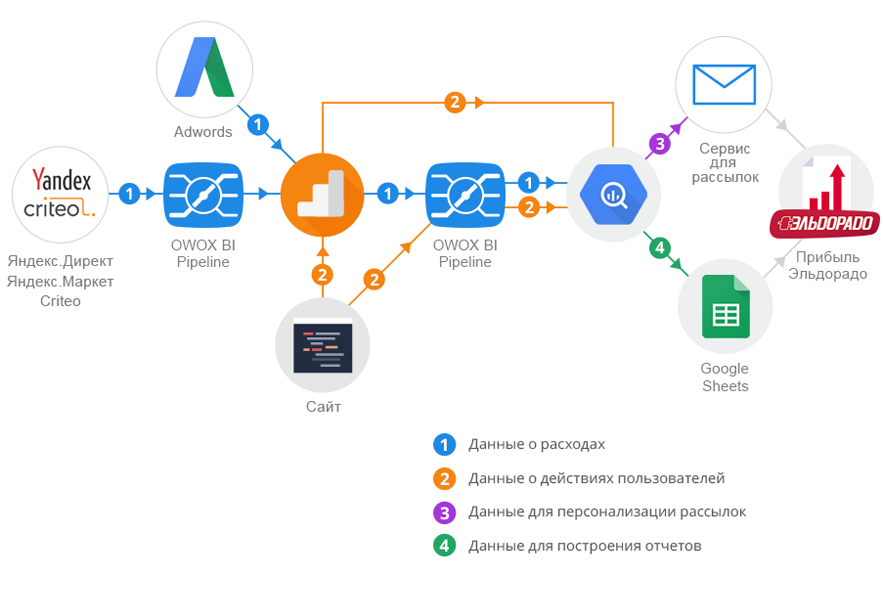 2
Adwords
1
3
Сервис
для
рассылок
Yandex
criteol.
1
1
1
2
ЭЛЬДОРАДО
OWOX BI
Pipeline
OWOX BI
Pipeline
4
Прибыль
Эльдорадо
Яндекс.Директ
Яндекс.Маркет
Criteo
2
2
Google
Sheets
Сайт
1 Данные о расходах
2 Данные о действиях пользователей
3 Данные для персонализации рассылок
4 Данные для построения отчетов